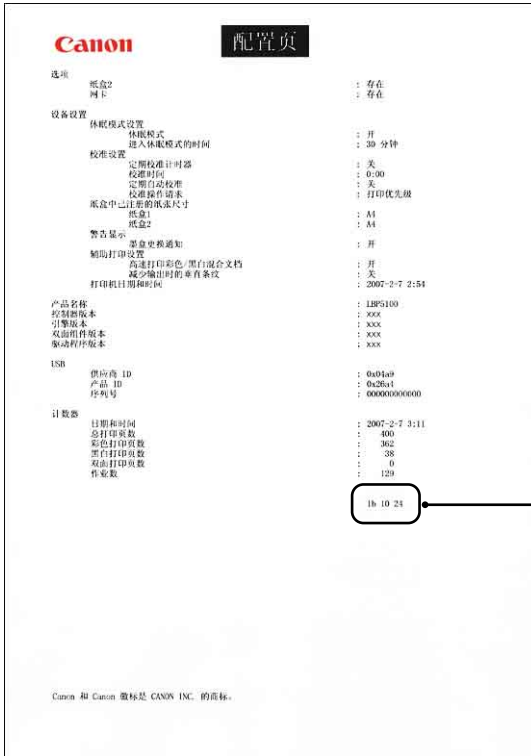 Canon
配置页
选项
纸盒2 : 存在
网卡 : 存在
设备设置
休眠模式设置
休眠模式 : 开
进入休眠模式的时间 : 30 分钟
校准设置
定期校准计时器 : 关
校准时间 : 0:00
定期自动校准 : 关
校准操作请求 : 打印优先级
纸盒中已注册的纸张尺寸
纸盒1 : A4
纸盒2 : A4
警告显示
墨盒更换通知 : 开
辅助打印设置
高速打印彩色/黑白混合文档 : 开
减少输出时的垂直条纹 : 关
打印机日期和时间 : 2007-2-7 2:54
产品名称 : LBP5100
控制器版本 : xxx
引擎版本 : xxx
双面组件版本 : xxx
驱动程序版本 : xxx
USB
供应商 ID : 0x04a9
产品 ID : 0x26a4
序列号 : 000000000000
计数器
日期和时间 : 2007-2-7 3:11
总打印页数 : 400
彩色打印页数 : 362
黑白打印页数 : 38
双面打印页数 : 0
作业数 : 129
1b 10 24
Canon 和 Canon 徽标是 CANON INC. 的商标。